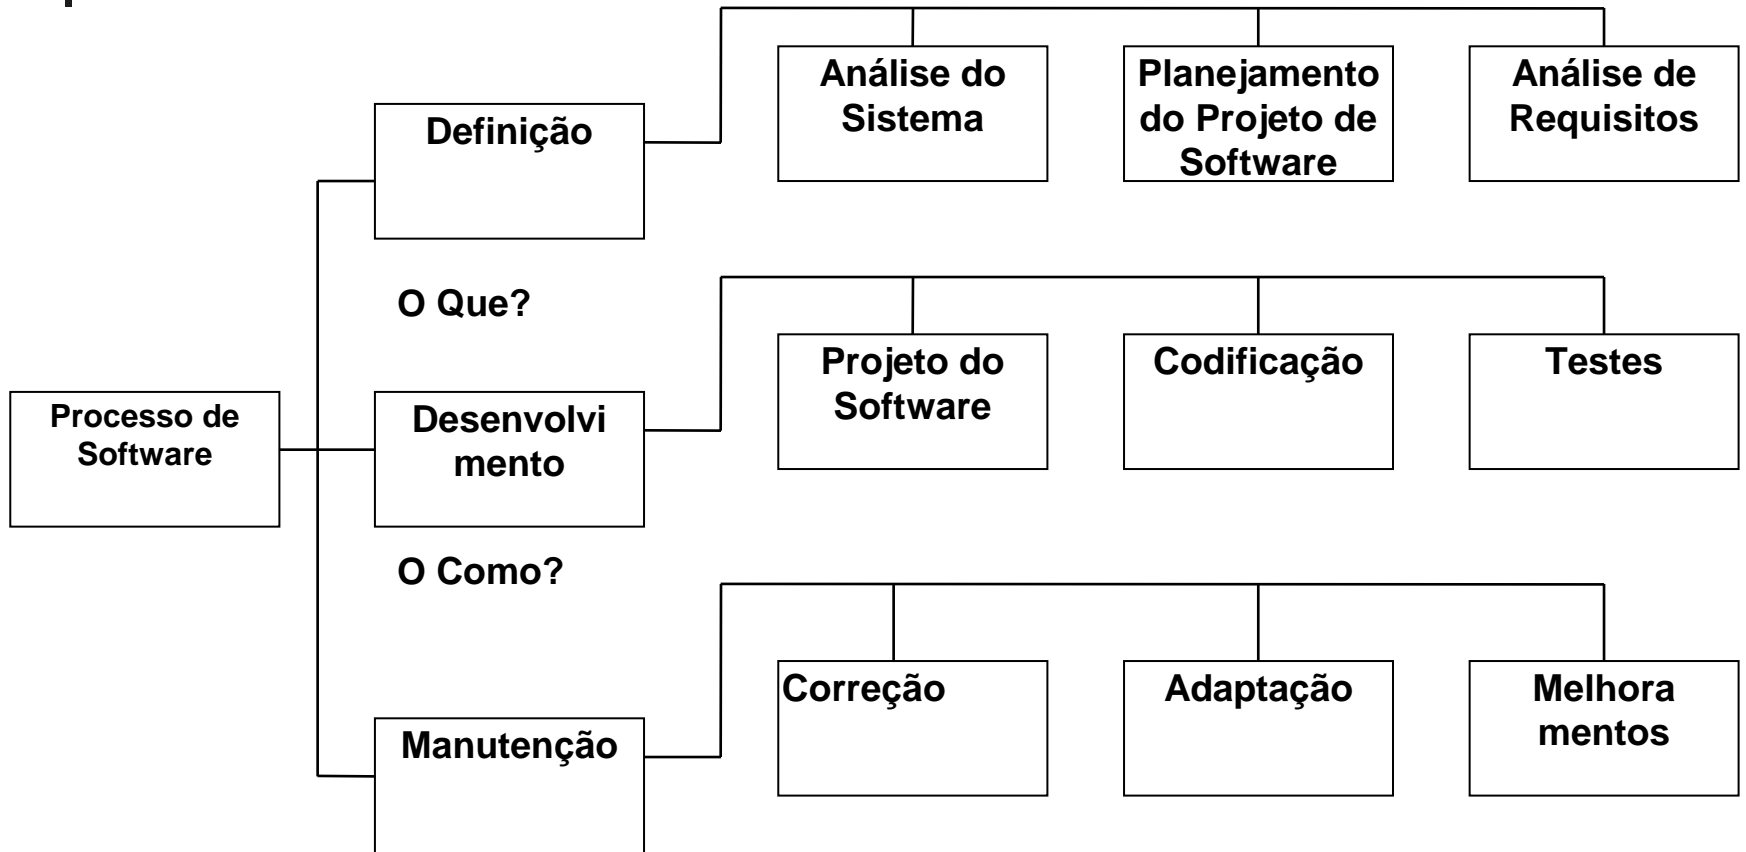 Análise do
Sistema
Planejamento
do Projeto de
Software
Análise de
Requisitos
Definição
O Que?
Projeto do
Software
Codificação
Testes
Processo de
Software
Desenvolvi
mento
O Como?
Correção
Adaptação
Melhora
mentos
Manutenção